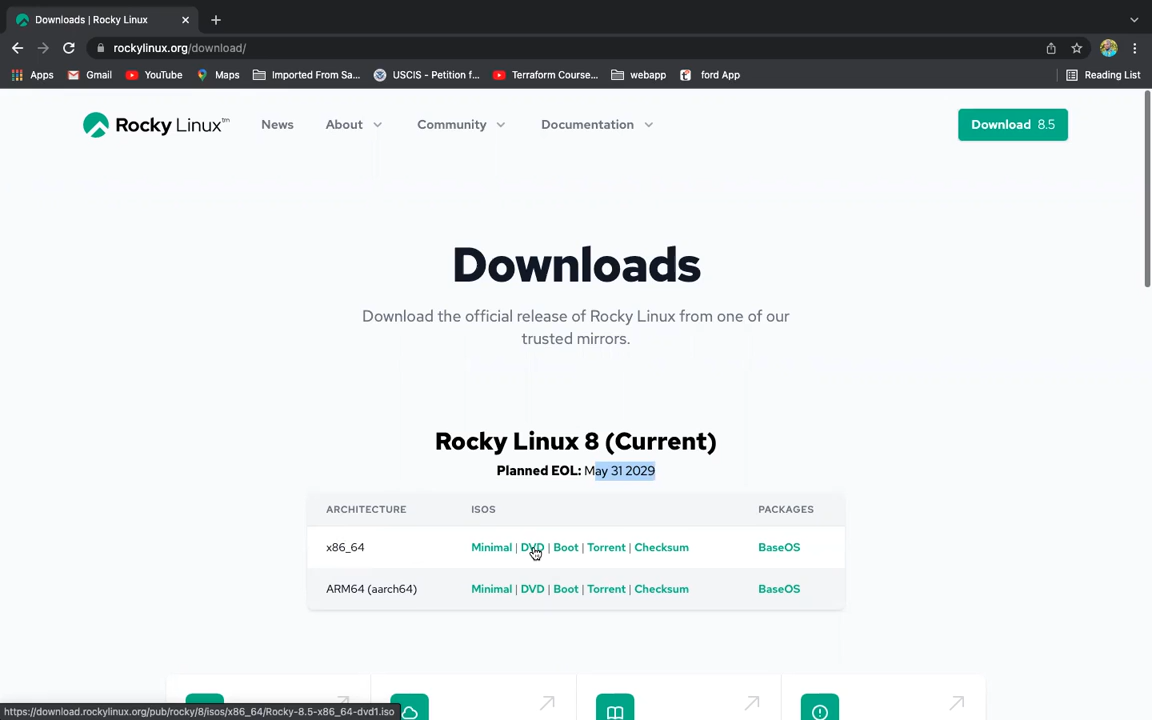 Downloads | Rocky Linux
rockylinux.org/download/
Apps Gmail YouTube Maps Imported From Sa... USCIS - Petition f... Terraform Course... webapp ford App Reading List
Rocky Linux™ News About Community Documentation Download 8.5
Downloads
Download the official release of Rocky Linux from one of our
trusted mirrors.
Rocky Linux 8 (Current)
Planned EOL: May 31 2029
ARCHITECTURE ISOS PACKAGES
x86_64 Minimal | DVD | Boot | Torrent | Checksum BaseOS
ARM64 (aarch64) Minimal | DVD | Boot | Torrent | Checksum BaseOS
https://download.rockylinux.org/pub/rocky/8/isos/x86_64/Rocky-8.5-x86_64-dvd1.iso